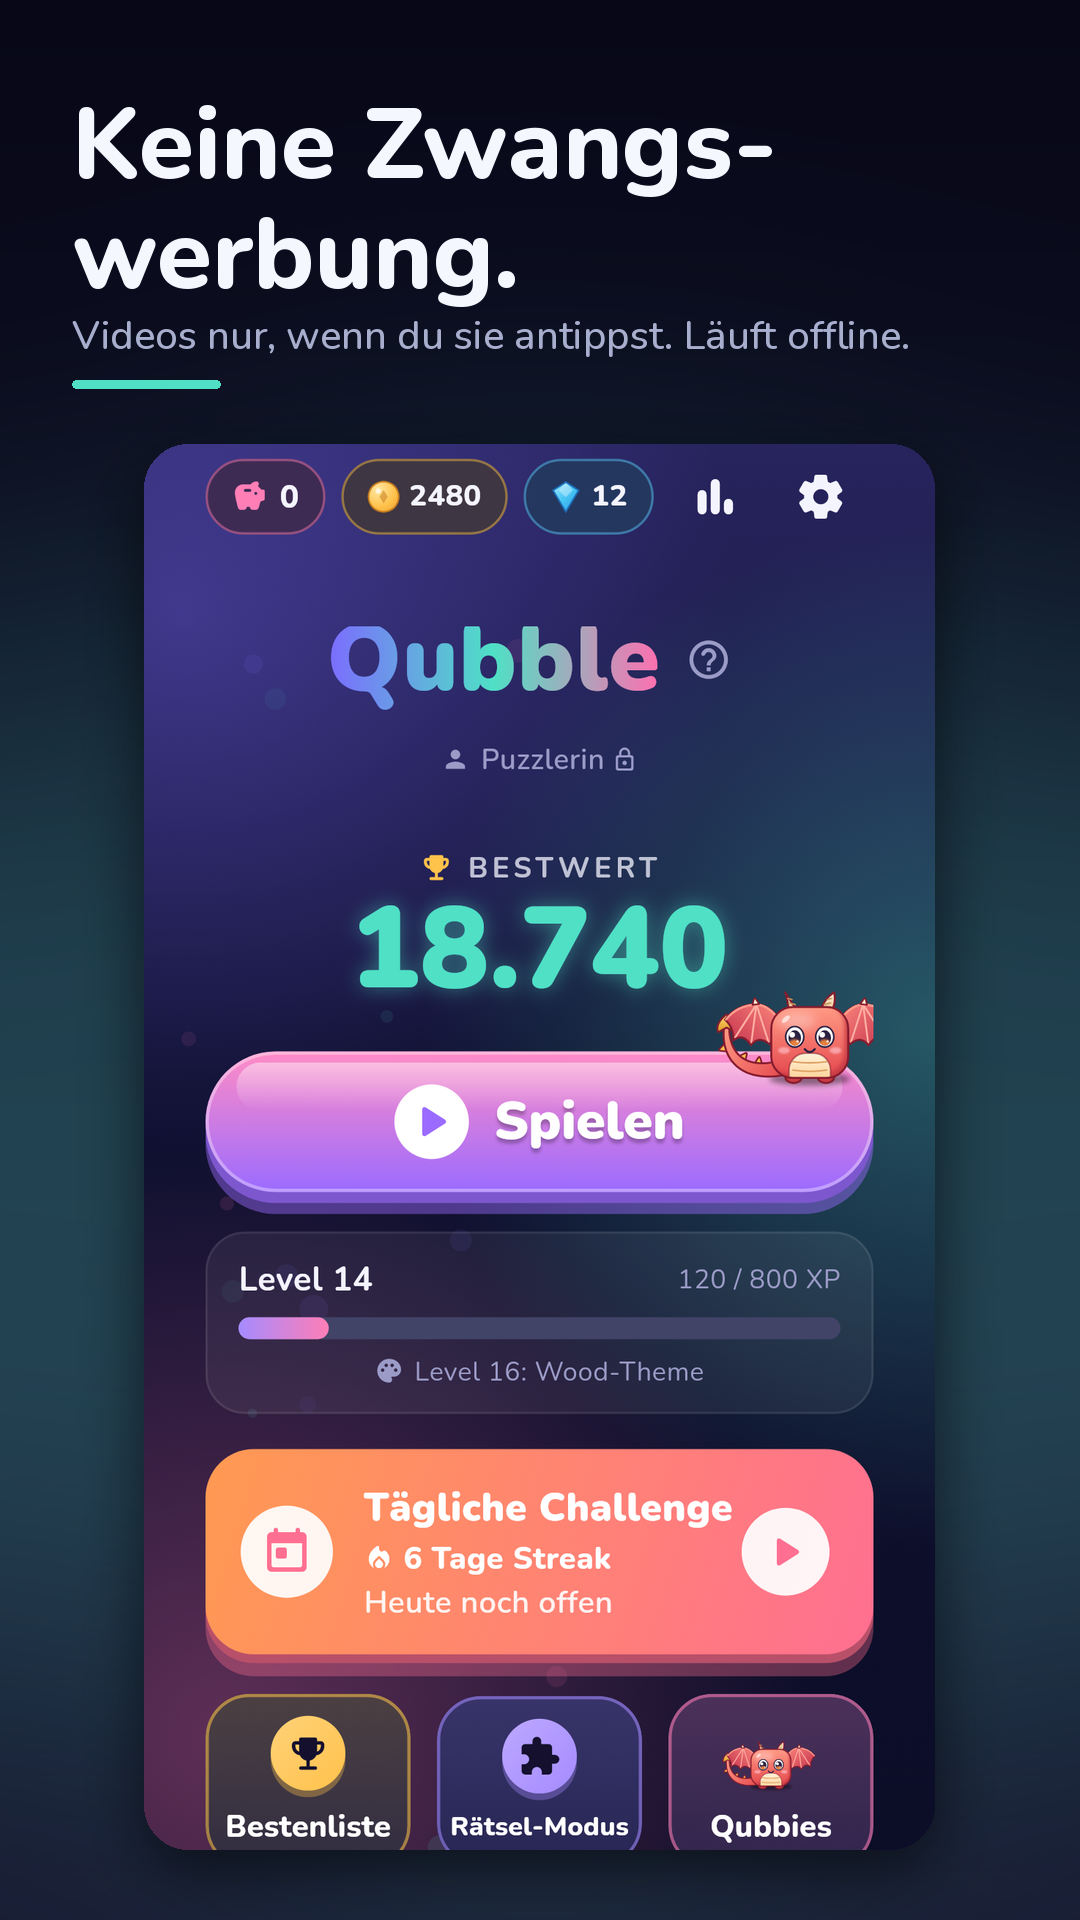 Keine Zwangs-
werbung.
Videos nur, wenn du sie antippst. Läuft offline.
0 2480 12
Qubble
Puzzlerin
BESTWERT
18.740
Spielen
Level 14 120 / 800 XP
Level 16: Wood-Theme
Tägliche Challenge
6 Tage Streak
Heute noch offen
Bestenliste Rätsel-Modus Qubbies